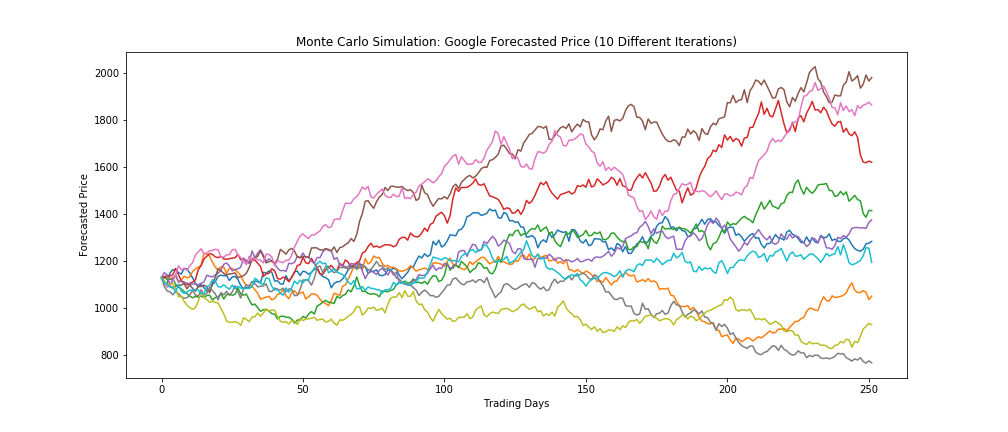 Monte Carlo Simulation: Google Forecasted Price (10 Different Iterations)
2000
1800
1600
1400
1200
1000
800
Forecasted Price
0 50 100 150 200 250
Trading Days